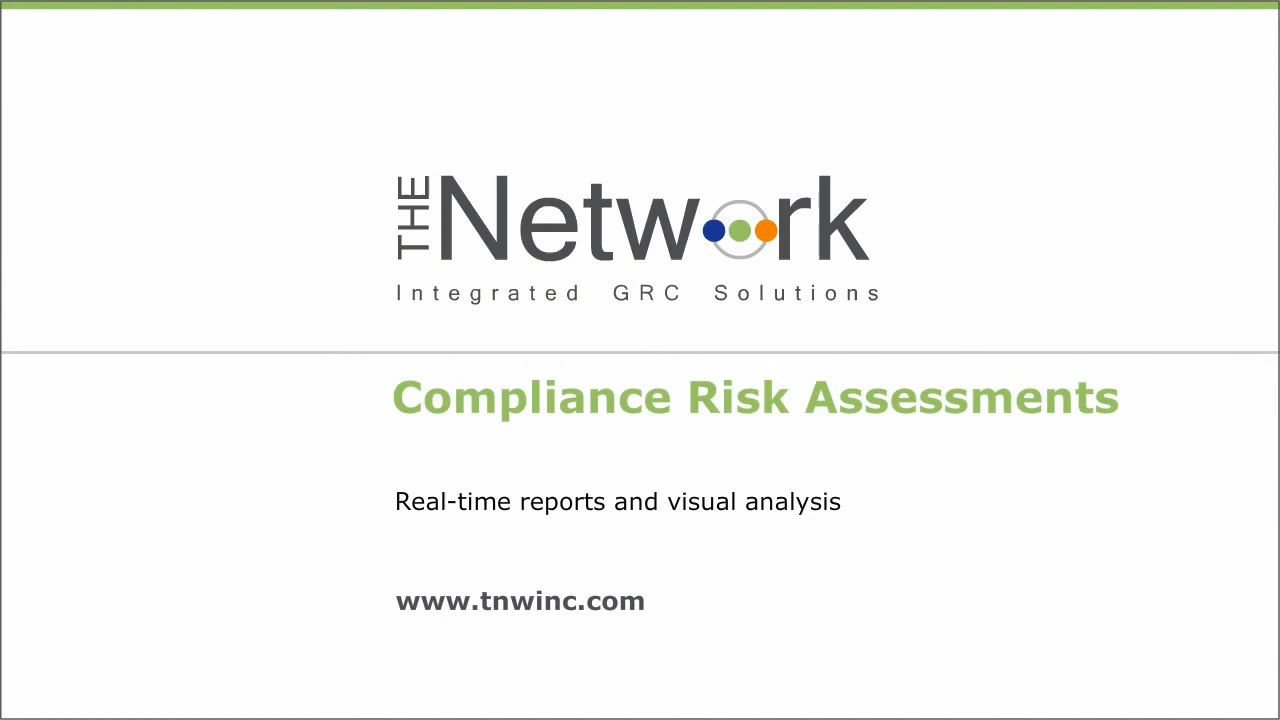 THE Network
Integrated GRC Solutions
Compliance Risk Assessments
Real-time reports and visual analysis
www.tnwinc.com